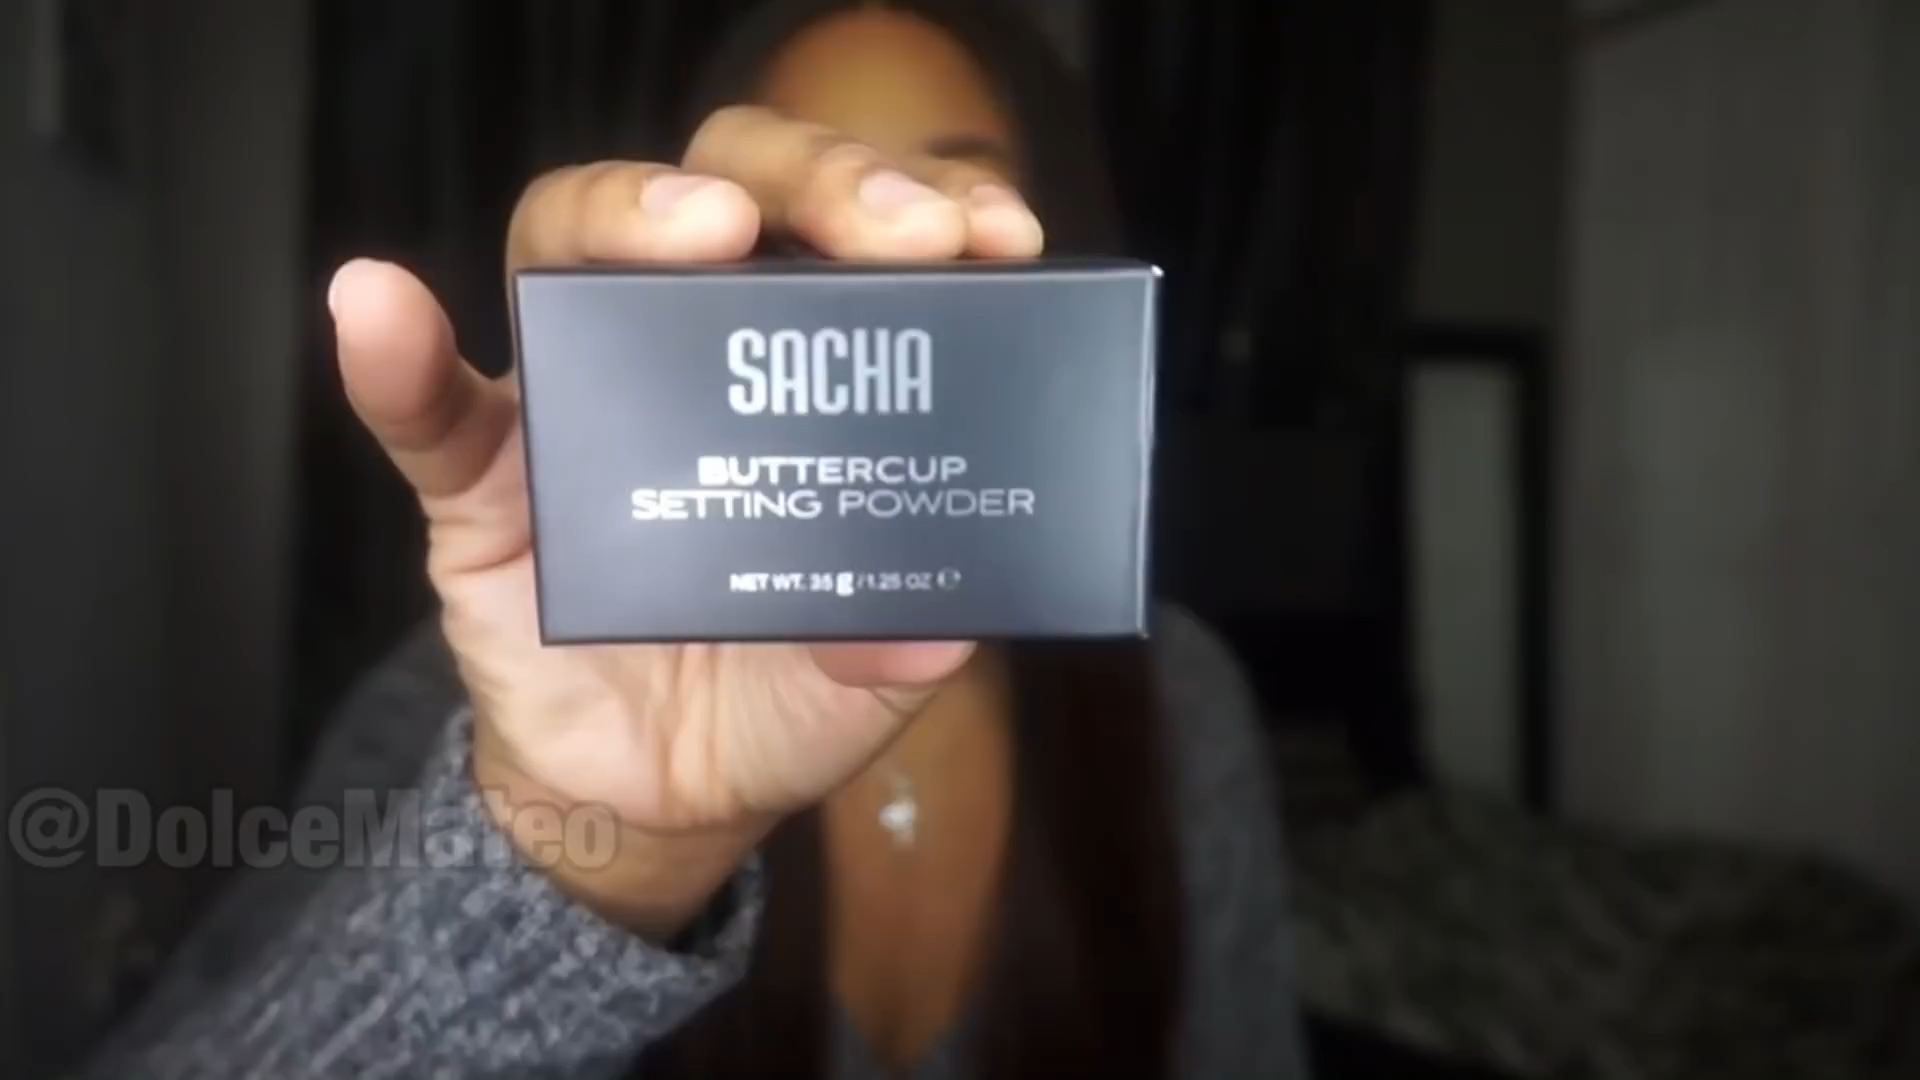 SACHA
BUTTERCUP
SETTING POWDER
NET WT. 35 g / 1.25 OZ ℮
@DolceMateo